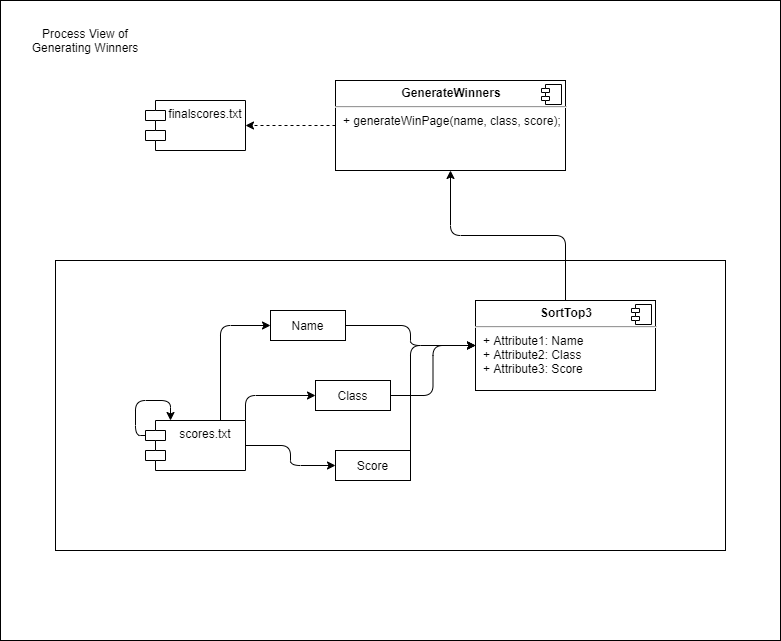 Process View of
Generating Winners
finalscores.txt
GenerateWinners
+ generateWinPage(name, class, score);
SortTop3
+ Attribute1: Name
+ Attribute2: Class
+ Attribute3: Score
Name
Class
scores.txt
Score